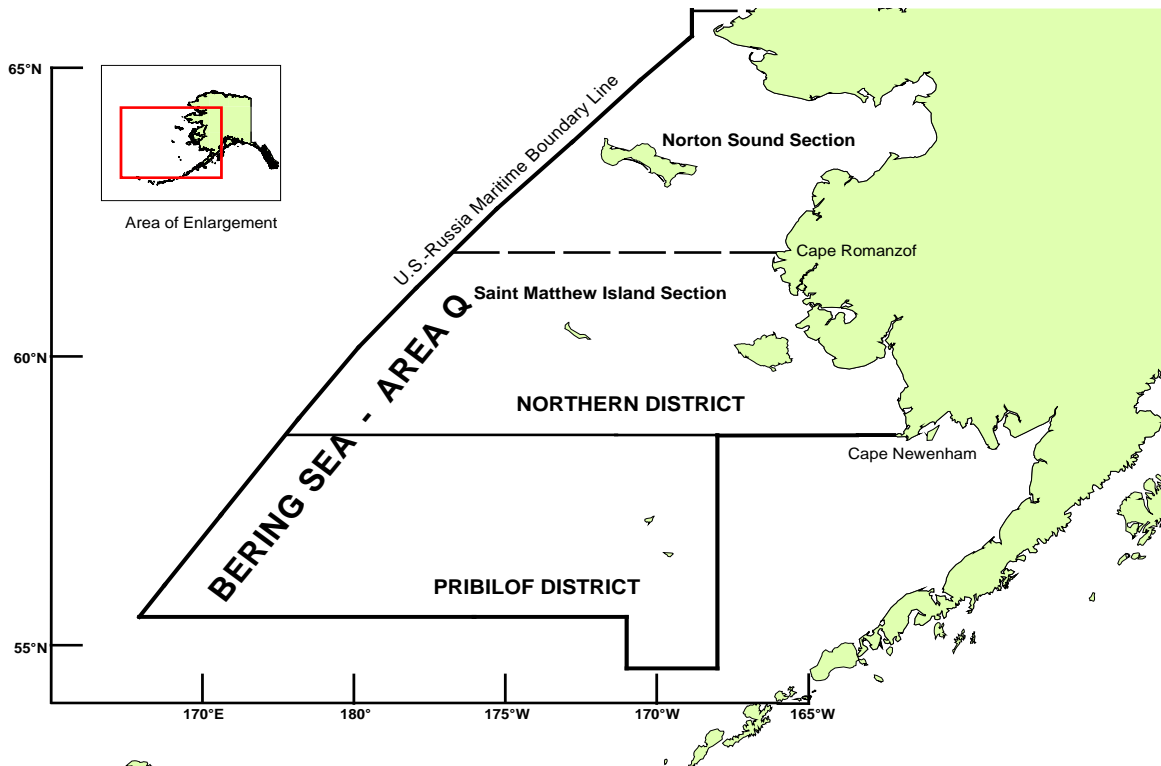 65°N
Norton Sound Section
U.S.-Russia Maritime Boundary Line
Area of Enlargement
Cape Romanzof
Saint Matthew Island Section
BERING SEA - AREA Q
60°N
NORTHERN DISTRICT
Cape Newenham
PRIBILOF DISTRICT
55°N
170°E
180°
175°W
170°W
165°W